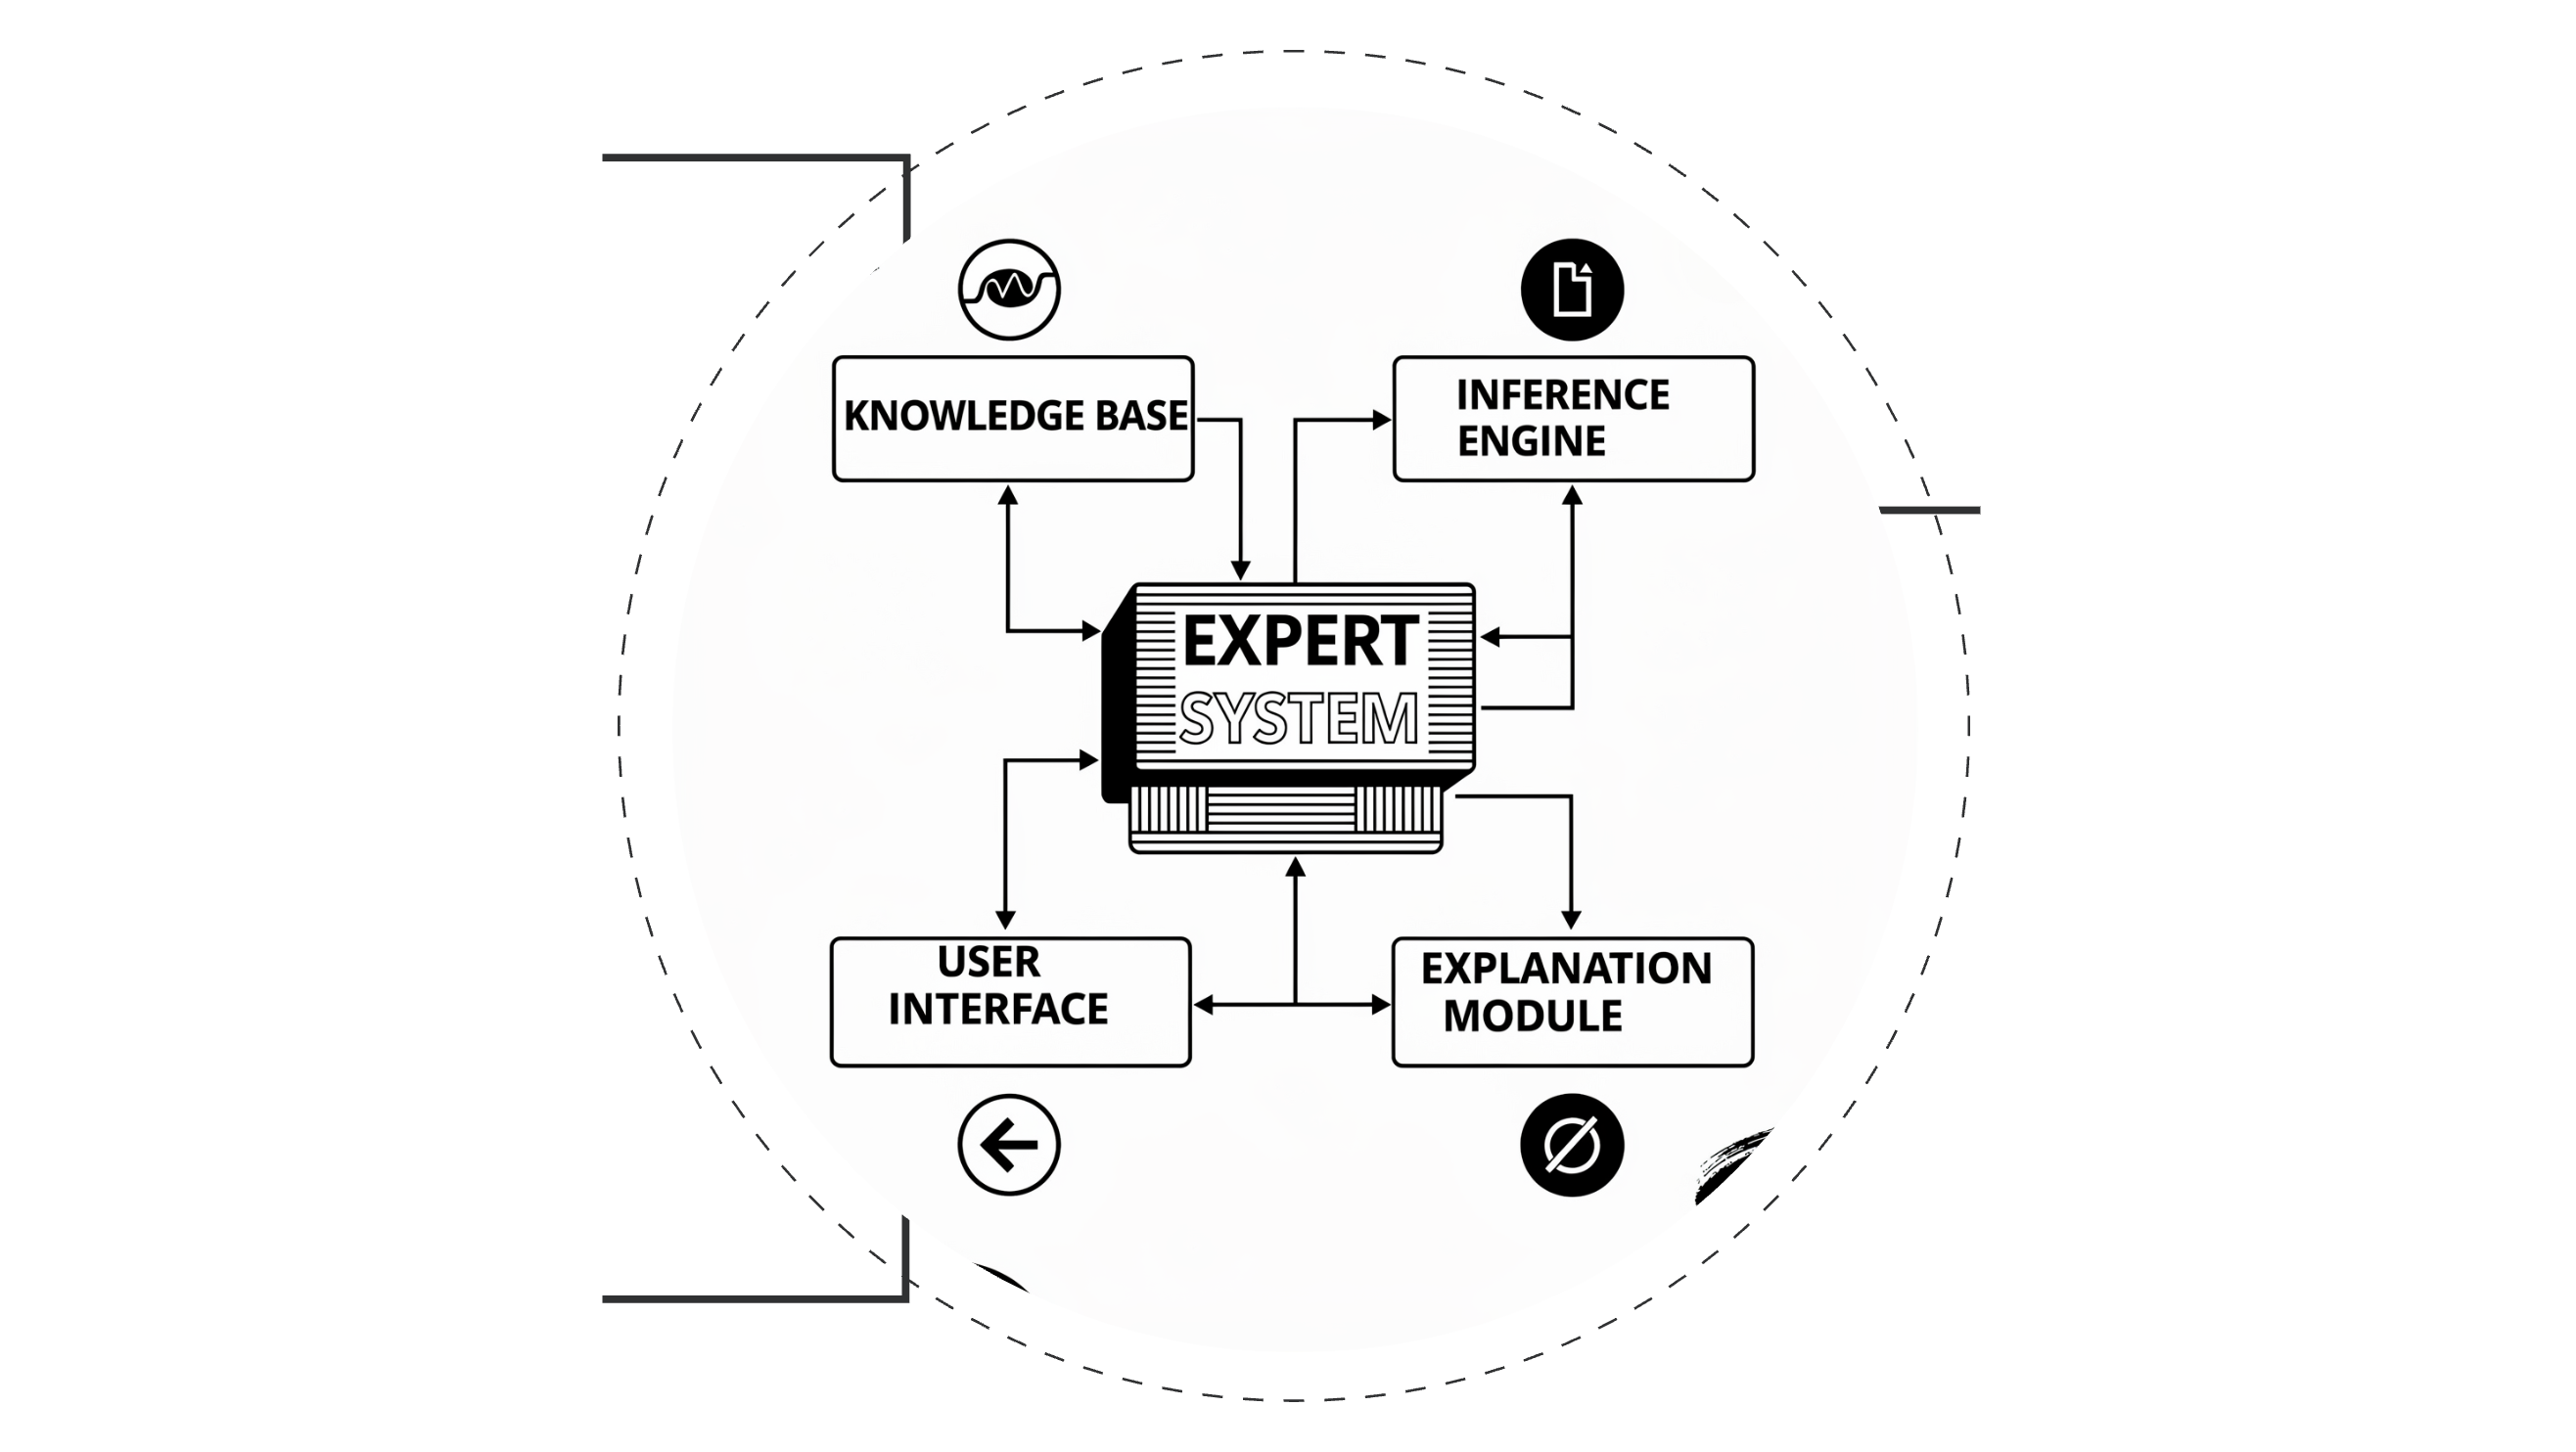 KNOWLEDGE BASE
INFERENCE
ENGINE
EXPERT
SYSTEM
USER
INTERFACE
EXPLANATION
MODULE